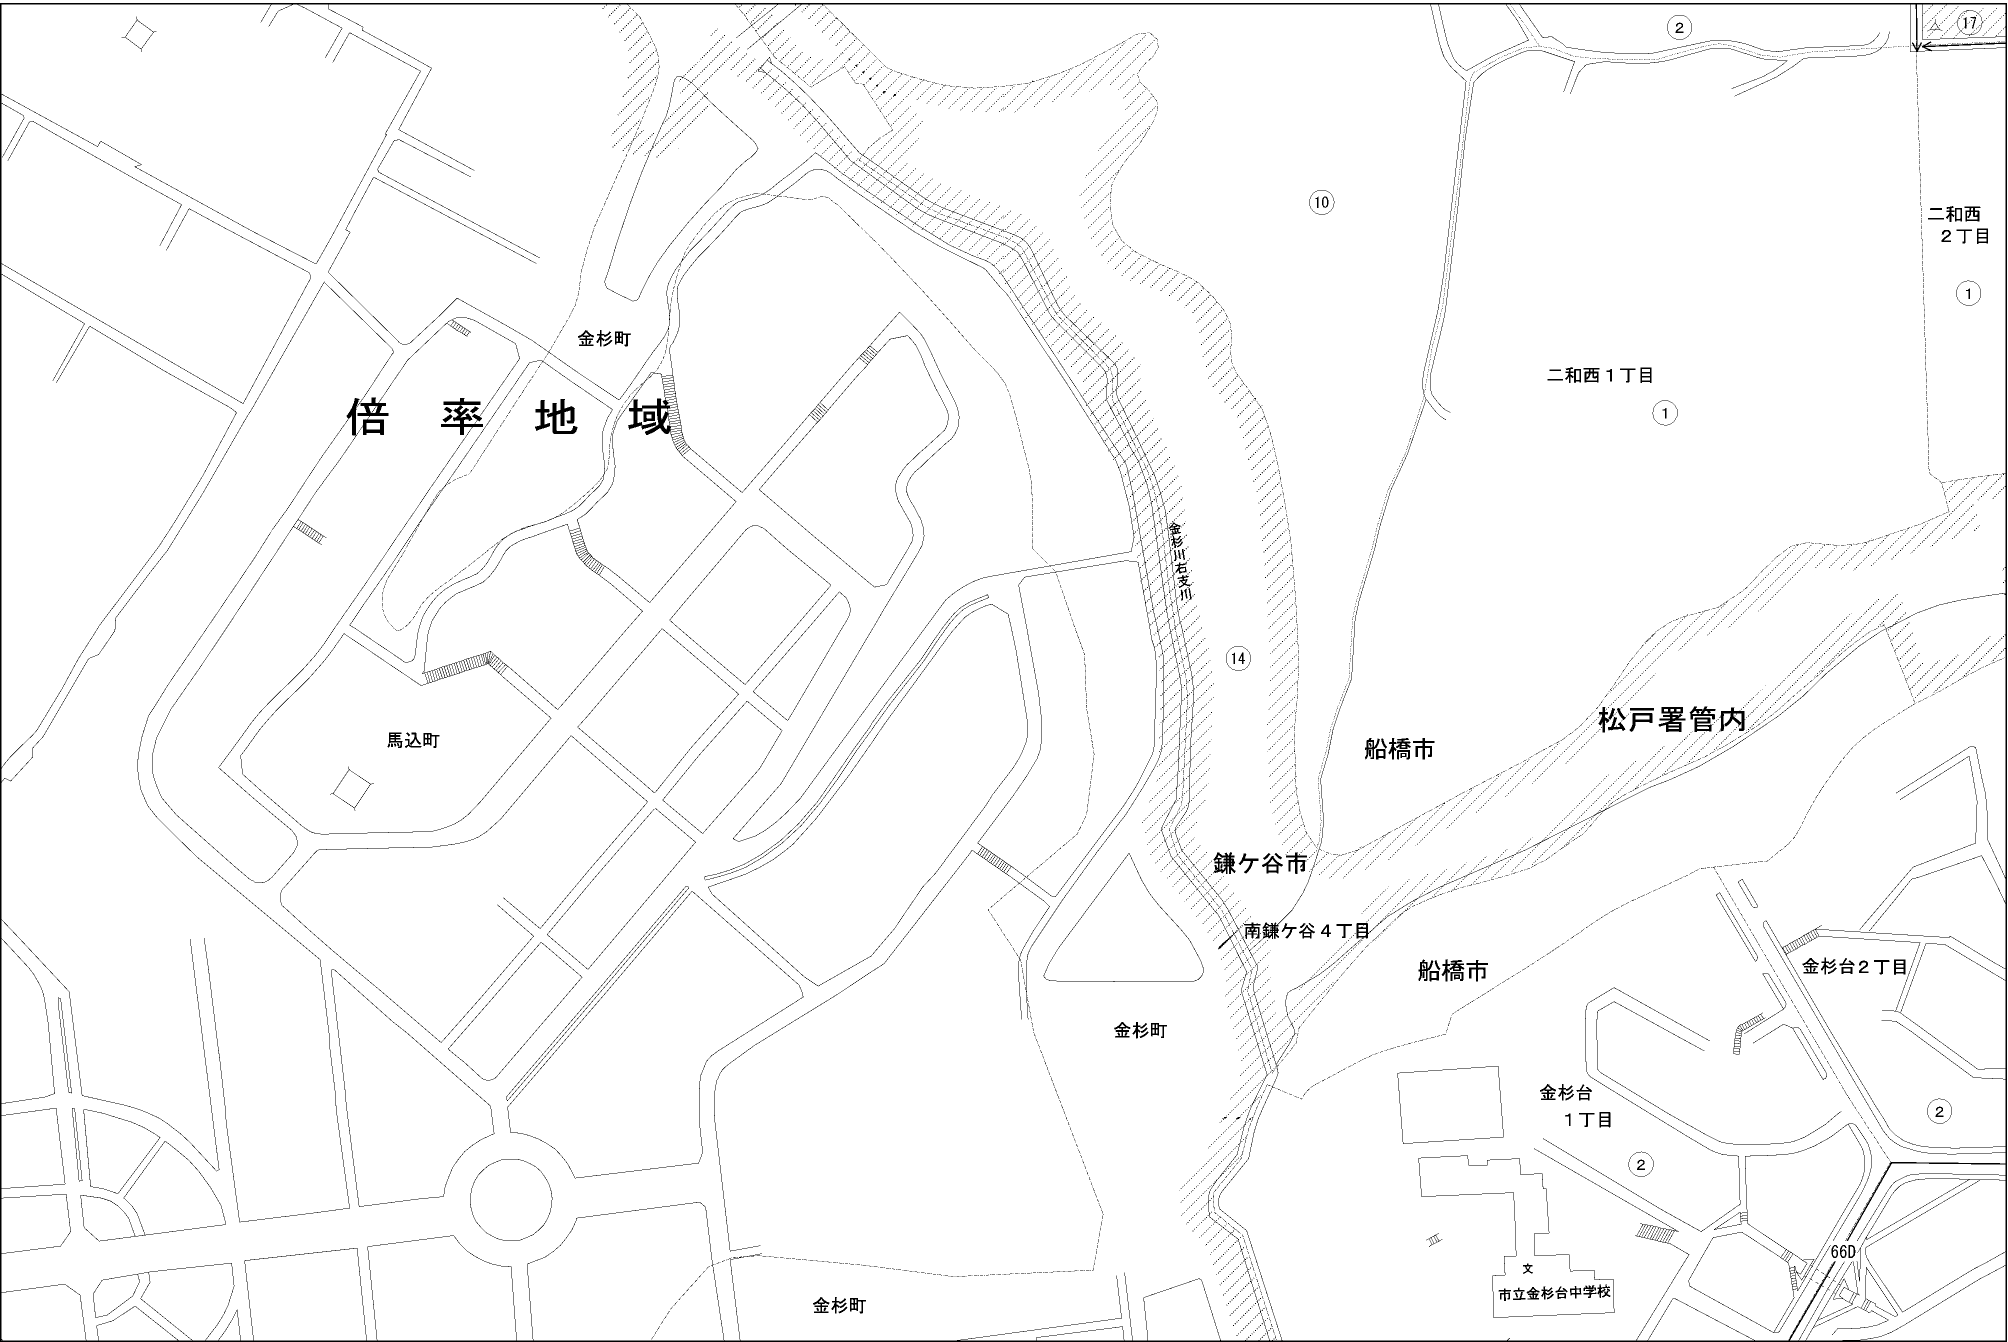 2
17
10
二和西
2丁目
1
金杉町
二和西1丁目
1
倍率地域
金杉川右支川
14
松戸署管内
馬込町
船橋市
鎌ケ谷市
南鎌ケ谷4丁目
船橋市
金杉台2丁目
金杉町
金杉台
1丁目
2
2
66D
文
市立金杉台中学校
金杉町